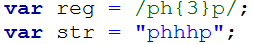 var reg = /ph{3}p/;
var str = "phhhp";